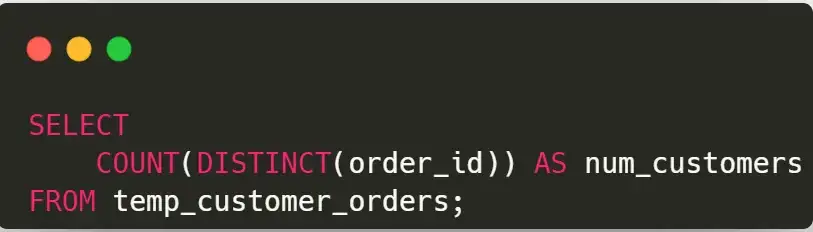 SELECT
    COUNT(DISTINCT(order_id)) AS num_customers
FROM temp_customer_orders;